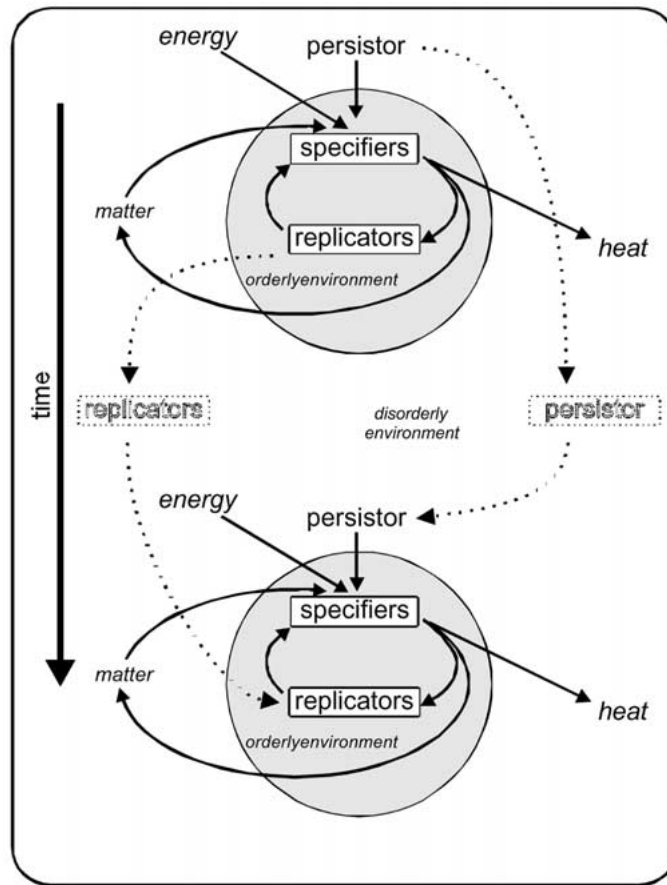 energy
persistor
specifiers
matter
replicators
heat
orderlyenvironment
time
replicators
disorderly
environment
persistor
energy
persistor
specifiers
matter
replicators
heat
orderlyenvironment